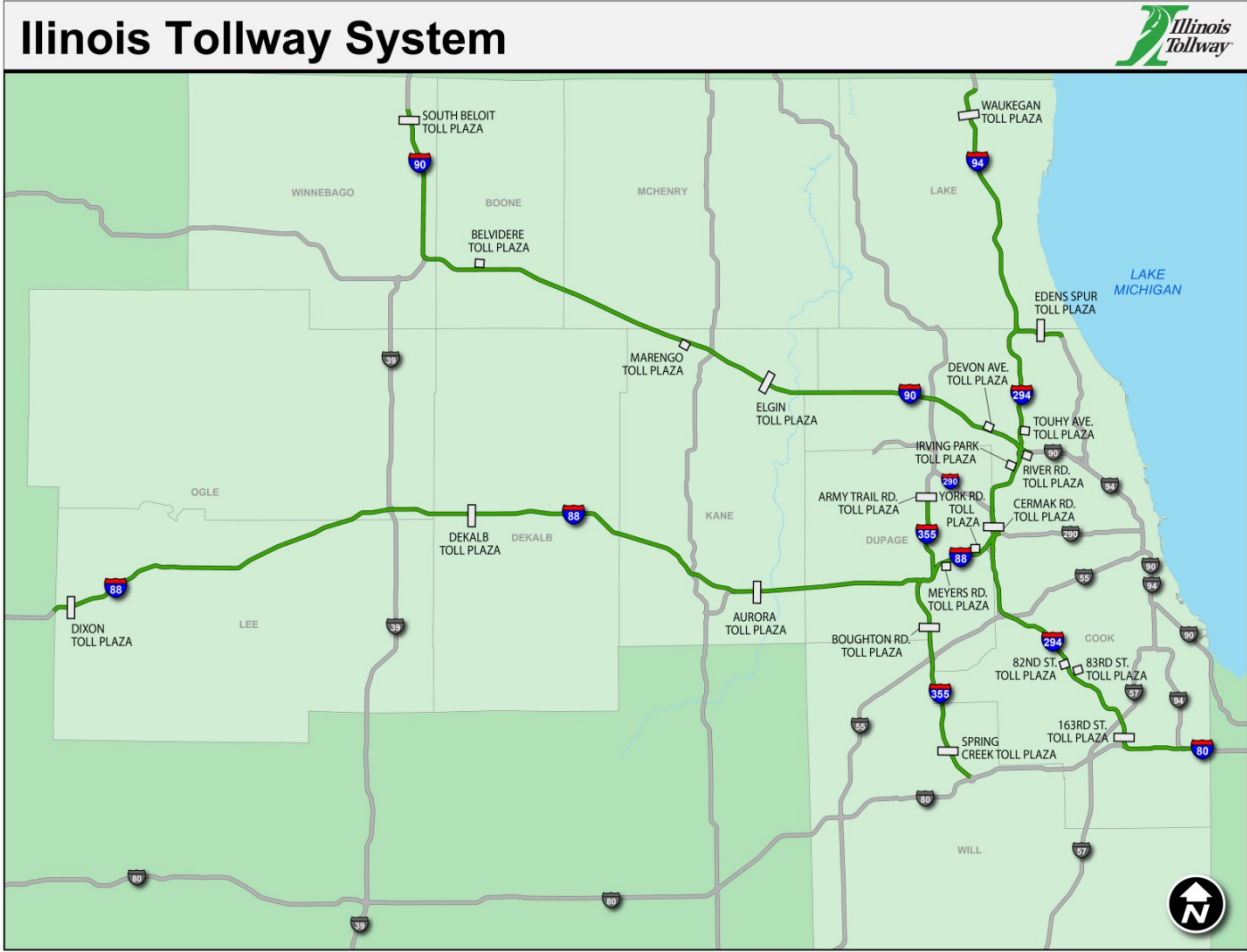 Ilinois Tollway System
Illinois
Tollway
SOUTH BELOIT
TOLL PLAZA
WAUKEGAN
TOLL PLAZA
90
94
WINNEBAGO
BOONE
MCHENRY
LAKE
BELVIDERE
TOLL PLAZA
LAKE
MICHIGAN
EDENS SPUR
TOLL PLAZA
39
MARENGO
TOLL PLAZA
ELGIN
TOLL PLAZA
90
DEVON AVE.
TOLL PLAZA
294
TOUHY AVE.
TOLL PLAZA
IRVING PARK
TOLL PLAZA
90
RIVER RD.
TOLL PLAZA
290
94
OGLE
ARMY TRAIL RD.
TOLL PLAZA
YORK RD.
TOLL
PLAZA
CERMAK RD.
TOLL PLAZA
DEKALB
TOLL PLAZA
88
DEKALB
KANE
DUPAGE
355
88
290
55
90
94
88
DIXON
TOLL PLAZA
LEE
39
AURORA
TOLL PLAZA
MEYERS RD.
TOLL PLAZA
BOUGHTON RD.
TOLL PLAZA
294
COOK
90
82ND ST.
TOLL PLAZA
83RD ST.
TOLL PLAZA
355
57
94
55
163RD ST.
TOLL PLAZA
80
SPRING
CREEK TOLL PLAZA
80
WILL
57
80
80
39
N